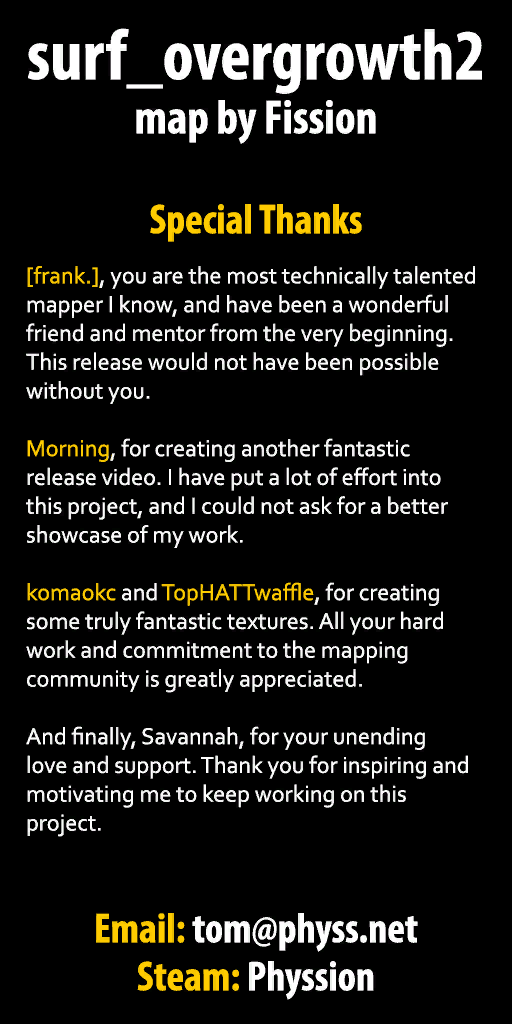 surf_overgrowth2
map by Fission
Special Thanks
[frank.], you are the most technically talented
mapper I know, and have been a wonderful
friend and mentor from the very beginning.
This release would not have been possible
without you.
Morning, for creating another fantastic
release video. I have put a lot of effort into
this project, and I could not ask for a better
showcase of my work.
komaokc and TopHATTwaffle, for creating
some truly fantastic textures. All your hard
work and commitment to the mapping
community is greatly appreciated.
And finally, Savannah, for your unending
love and support. Thank you for inspiring and
motivating me to keep working on this
project.
Email: tom@physs.net
Steam: Physsion